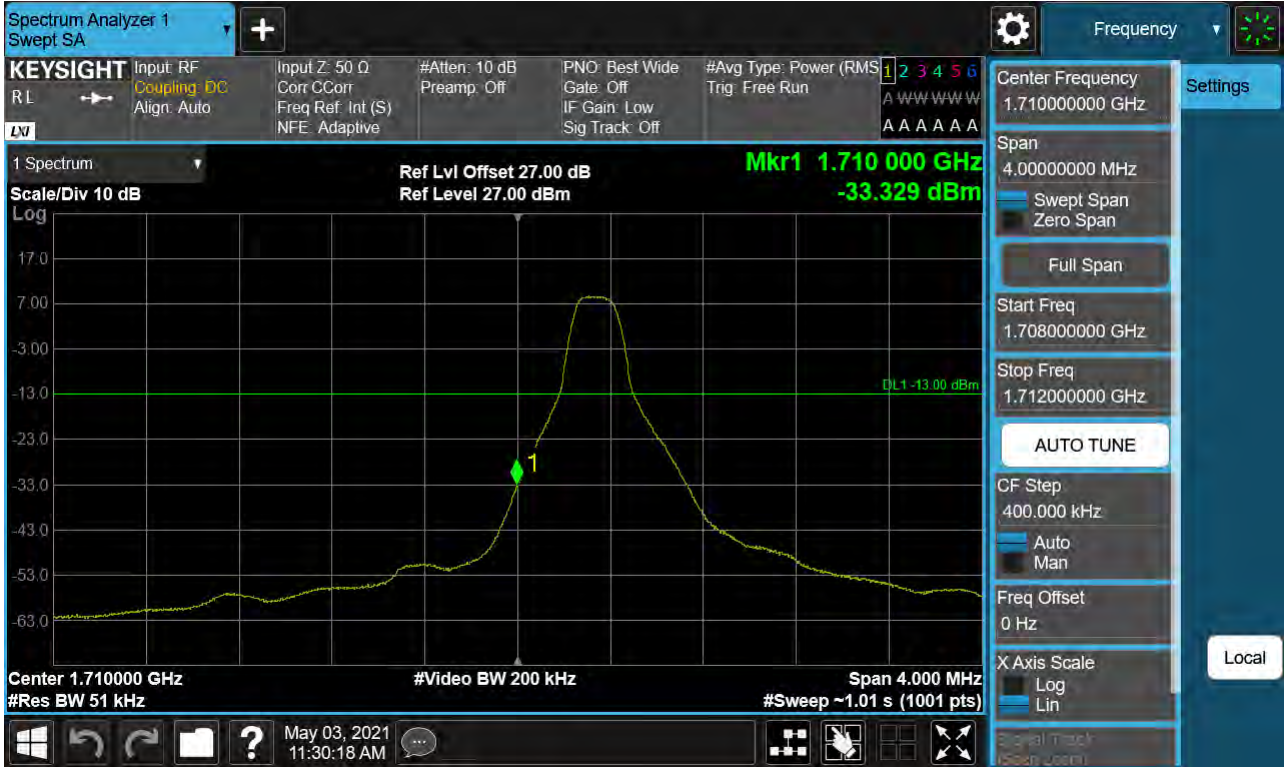 Spectrum Analyzer 1
Swept SA
Frequency
KEYSIGHT
RL
LXI
Input: RF
Coupling: DC
Align: Auto
Input Z: 50 Ω
Corr CCorr
Freq Ref: Int (S)
NFE: Adaptive
#Atten: 10 dB
Preamp: Off
PNO: Best Wide
Gate: Off
IF Gain: Low
Sig Track: Off
#Avg Type: Power (RMS
Trig: Free Run
1 2 3 4 5 6
A W W W W W
A A A A A A
1 Spectrum
Scale/Div 10 dB
Log
Ref Lvl Offset 27.00 dB
Ref Level 27.00 dBm
Mkr1 1.710 000 GHz
-33.329 dBm
17.0
7.00
-3.00
-13.0
-23.0
-33.0
-43.0
-53.0
-63.0
DL1 -13.00 dBm
1
Center 1.710000 GHz
#Res BW 51 kHz
#Video BW 200 kHz
Span 4.000 MHz
#Sweep ~1.01 s (1001 pts)
Center Frequency
1.710000000 GHz
Span
4.00000000 MHz
Swept Span
Zero Span
Full Span
Start Freq
1.708000000 GHz
Stop Freq
1.712000000 GHz
AUTO TUNE
CF Step
400.000 kHz
Auto
Man
Freq Offset
0 Hz
X Axis Scale
Log
Lin
Signal Track
(Span Zoom)
Settings
Local
?
May 03, 2021
11:30:18 AM